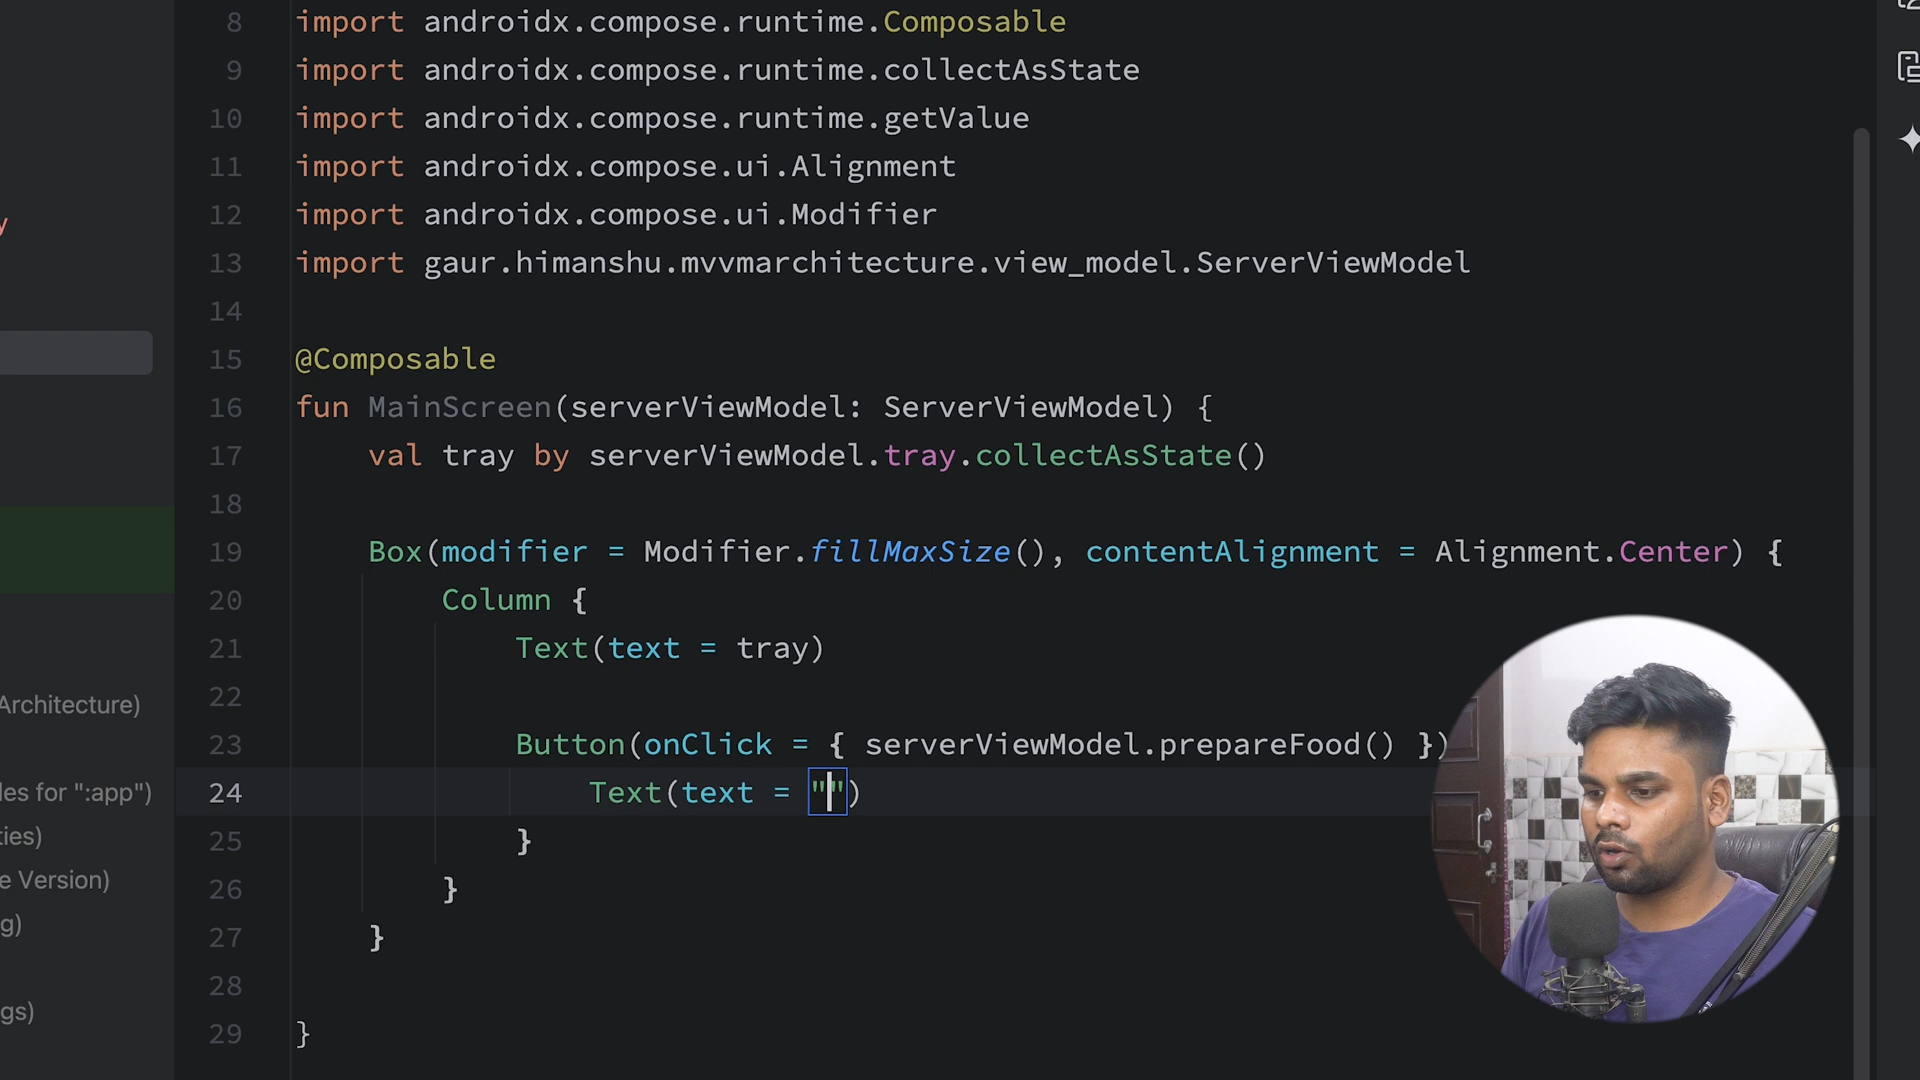 8 import androidx.compose.runtime.Composable
9 import androidx.compose.runtime.collectAsState
10 import androidx.compose.runtime.getValue
11 import androidx.compose.ui.Alignment
12 import androidx.compose.ui.Modifier
y
13 import gaur.himanshu.mvvmarchitecture.view_model.ServerViewModel
14
15 @Composable
16 fun MainScreen(serverViewModel: ServerViewModel) {
17 val tray by serverViewModel.tray.collectAsState()
18
19 Box(modifier = Modifier.fillMaxSize(), contentAlignment = Alignment.Center) {
20 Column {
21 Text(text = tray)
22
Architecture)
23 Button(onClick = { serverViewModel.prepareFood() })
les for ":app")
24 Text(text = "")
ties)
25 }
e Version)
26 }
g)
27 }
28
gs)
29 }